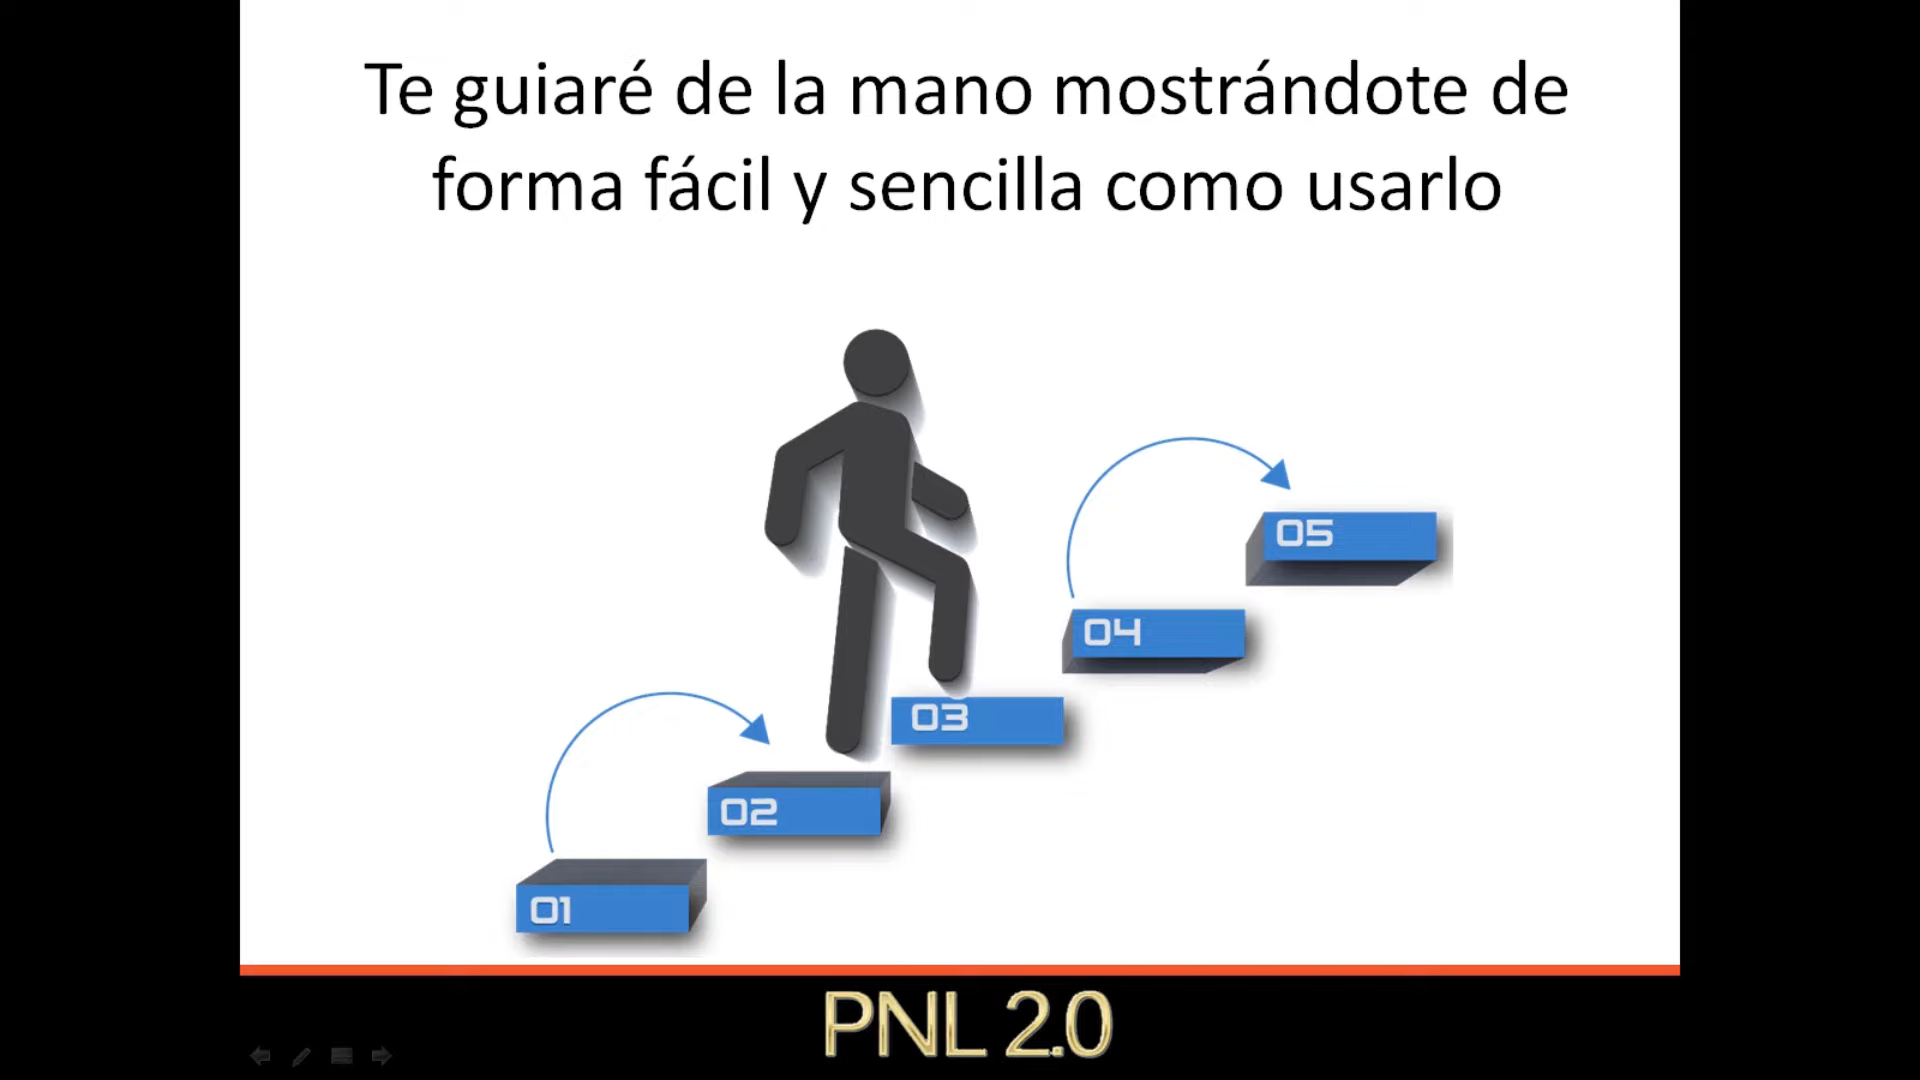 Te guiaré de la mano mostrándote de
forma fácil y sencilla como usarlo
05
04
03
02
01
PNL 2.0